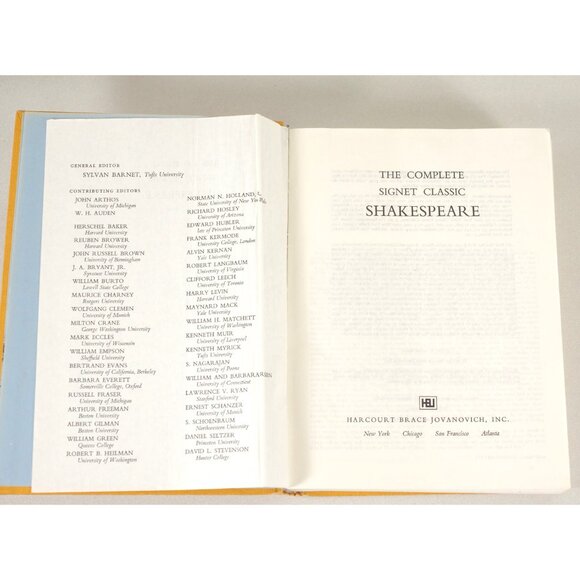 GENERAL EDITOR
SYLVAN BARNET, Tufts University
CONTRIBUTING EDITORS
JOHN ARTHOS
University of Michigan
W. H. AUDEN
HERSCHEL BAKER
Harvard University
REUBEN BROWER
Harvard University
JOHN RUSSELL BROWN
University of Birmingham
J. A. BRYANT, JR.
Syracuse University
WILLIAM BURTO
Lowell State College
MAURICE CHARNEY
Rutgers University
WOLFGANG CLEMEN
University of Munich
MILTON CRANE
George Washington University
MARK ECCLES
University of Wisconsin
WILLIAM EMPSON
Sheffield University
BERTRAND EVANS
University of California, Berkeley
BARBARA EVERETT
Somerville College, Oxford
RUSSELL FRASER
University of Michigan
ARTHUR FREEMAN
Boston University
ALBERT GILMAN
Boston University
WILLIAM GREEN
Queens College
ROBERT B. HEILMAN
University of Washington
NORMAN N. HOLLAND,
State University of New York
RICHARD HOSLEY
University of Arizona
EDWARD HUBLER
late of Princeton University
FRANK KERMODE
University College, London
ALVIN KERNAN
Yale University
ROBERT LANGBAUM
University of Virginia
CLIFFORD LEECH
University of Toronto
HARRY LEVIN
Harvard University
MAYNARD MACK
Yale University
WILLIAM H. MATCHETT
University of Washington
KENNETH MUIR
University of Liverpool
KENNETH MYRICK
Tufts University
S. NAGARAJAN
University of Poona
WILLIAM AND BARBARA
University of Connecticut
LAWRENCE V. RYAN
Stanford University
ERNEST SCHANZER
University of Munich
S. SCHOENBAUM
Northwestern University
DANIEL SELTZER
Princeton University
DAVID L. STEVENSON
Hunter College
THE COMPLETE
SIGNET CLASSIC
SHAKESPEARE
HBJ
HARCOURT BRACE JOVANOVICH, INC.
New York Chicago San Francisco Atlanta